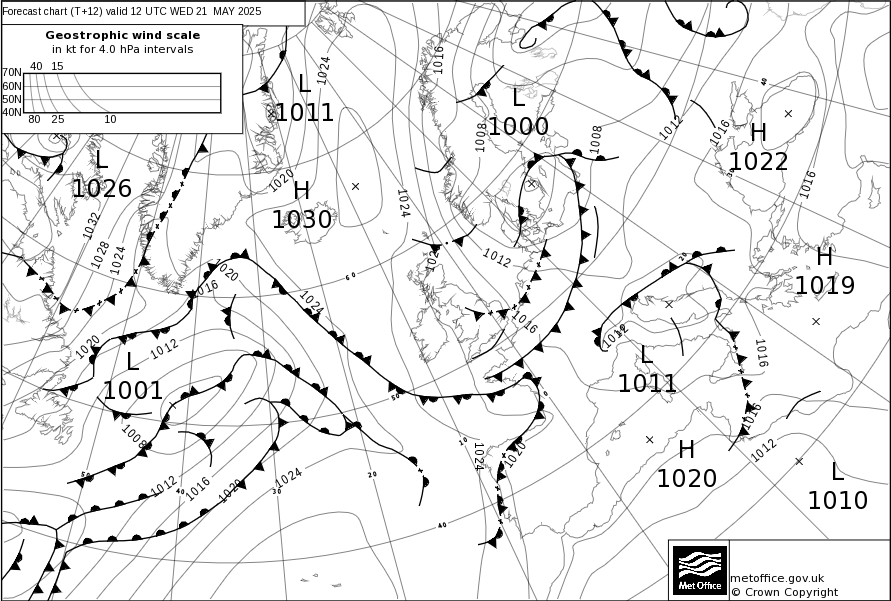 Forecast chart (T+12) valid 12 UTC WED 21 MAY 2025
Geostrophic wind scale
in kt for 4.0 hPa intervals
40 15
70N
60N
50N
40N
80 25 10
L
1011
L
1000
L
1026
H
1030
H
1022
H
1019
L
1001
L
1011
H
1020
L
1010
1024
1016
1008
1008
1012
1016
1016
1020
1024
1032
1028
1024
1020
1016
1024
1012
1016
1020
1012
1016
1016
1016
1012
1008
1012
1016
1020
1024
1024
1020
40
60
20
50
50
10
40
30
20
40
metoffice.gov.uk
© Crown Copyright
Met Office